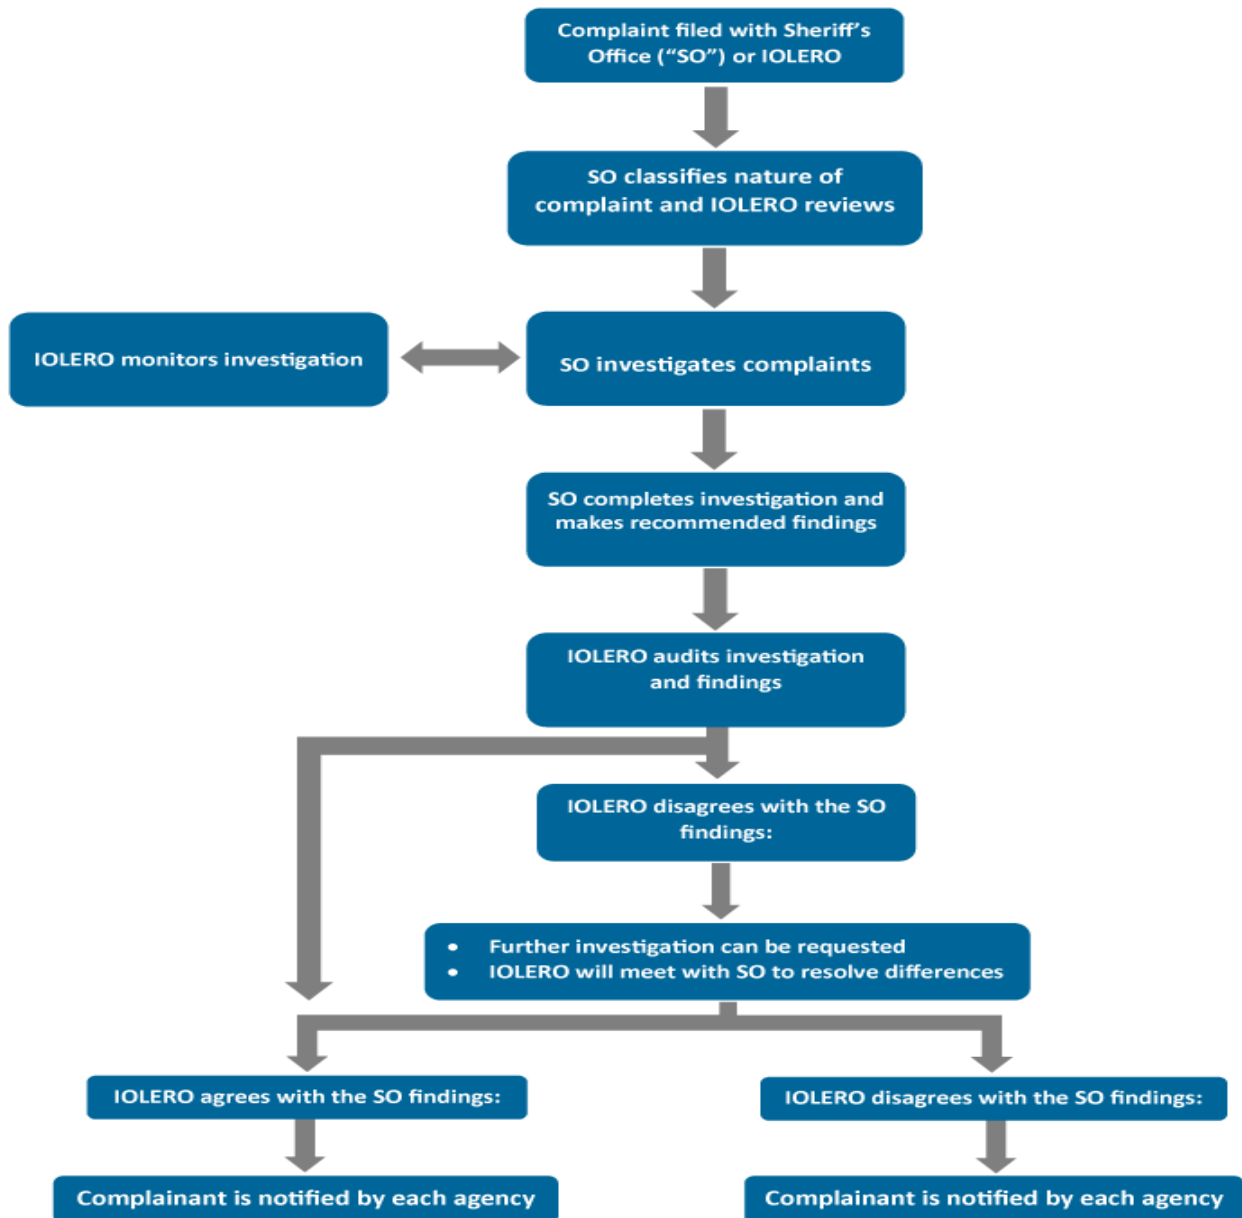 Complaint filed with Sheriff's
Office (“SO”) or IOLERO
SO classifies nature of
complaint and IOLERO reviews
IOLERO monitors investigation
SO investigates complaints
SO completes investigation and
makes recommended findings
IOLERO audits investigation
and findings
IOLERO disagrees with the SO
findings:
• Further investigation can be requested
• IOLERO will meet with SO to resolve differences
IOLERO agrees with the SO findings:
IOLERO disagrees with the SO findings:
Complainant is notified by each agency
Complainant is notified by each agency